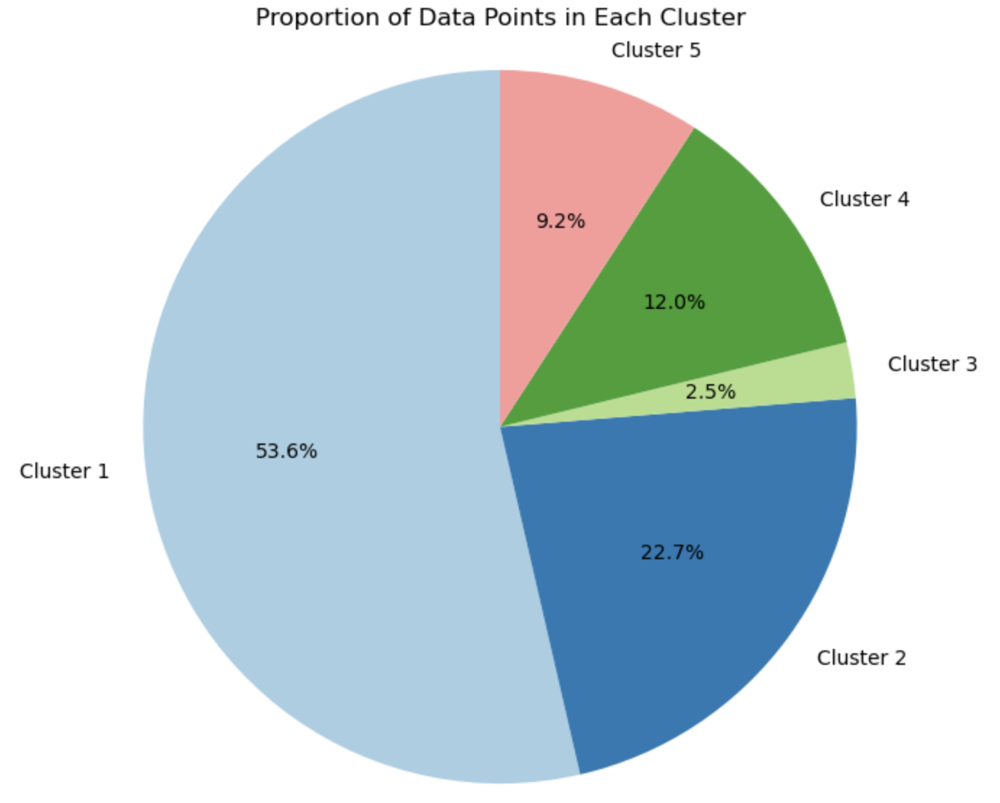 Proportion of Data Points in Each Cluster
Cluster 5
Cluster 4
9.2%
12.0%
Cluster 3
2.5%
53.6%
Cluster 1
22.7%
Cluster 2